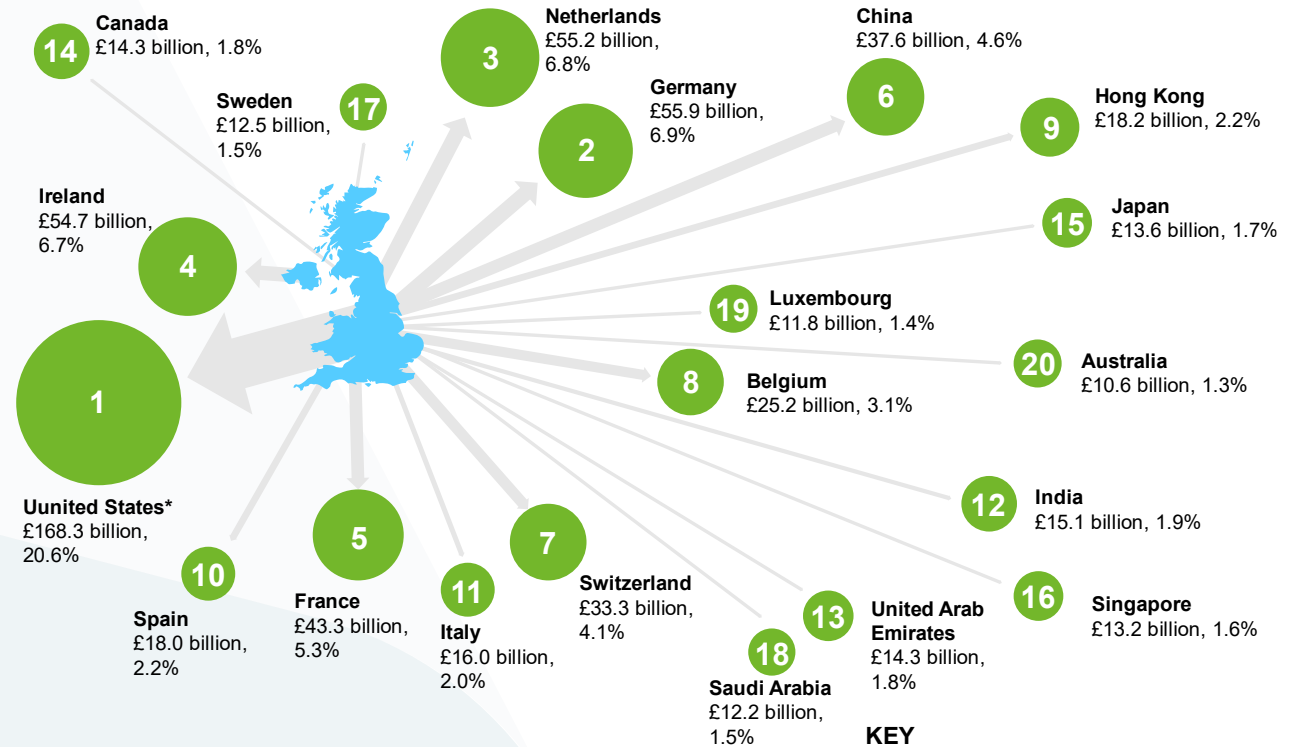 Canada
£14.3 billion, 1.8%
14
Sweden
£12.5 billion,
1.5%
17
Netherlands
£55.2 billion,
6.8%
3
Germany
£55.9 billion,
6.9%
2
China
£37.6 billion, 4.6%
6
Hong Kong
£18.2 billion, 2.2%
9
Ireland
£54.7 billion,
6.7%
4
Japan
£13.6 billion, 1.7%
15
Luxembourg
£11.8 billion, 1.4%
19
Australia
£10.6 billion, 1.3%
20
Belgium
£25.2 billion, 3.1%
8
1
Uunited States*
£168.3 billion,
20.6%
India
£15.1 billion, 1.9%
12
10
Spain
£18.0 billion,
2.2%
5
France
£43.3 billion,
5.3%
11
Italy
£16.0 billion,
2.0%
7
Switzerland
£33.3 billion,
4.1%
18
Saudi Arabia
£12.2 billion,
1.5%
13
United Arab
Emirates
£14.3 billion,
1.8%
16
Singapore
£13.2 billion, 1.6%
KEY